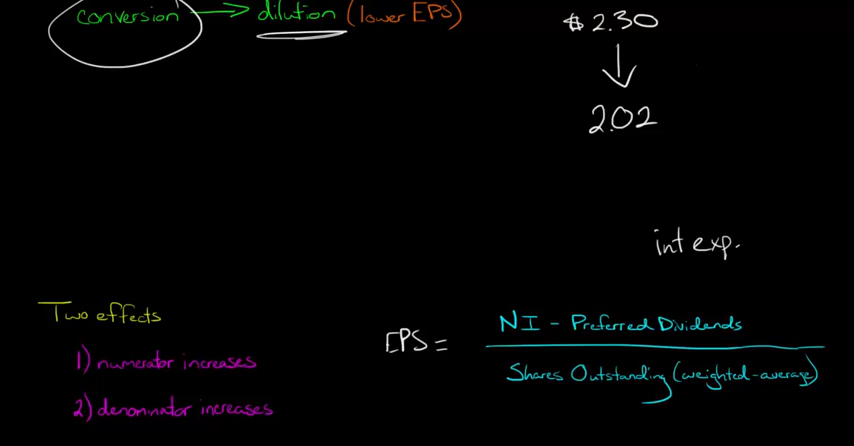 conversion → dilution (lower EPS)
$ 2.30
↓
2.02
int exp.
Two effects
1) numerator increases
2) denominator increases
EPS =
NI - Preferred Dividends
Shares Outstanding (weighted-average)